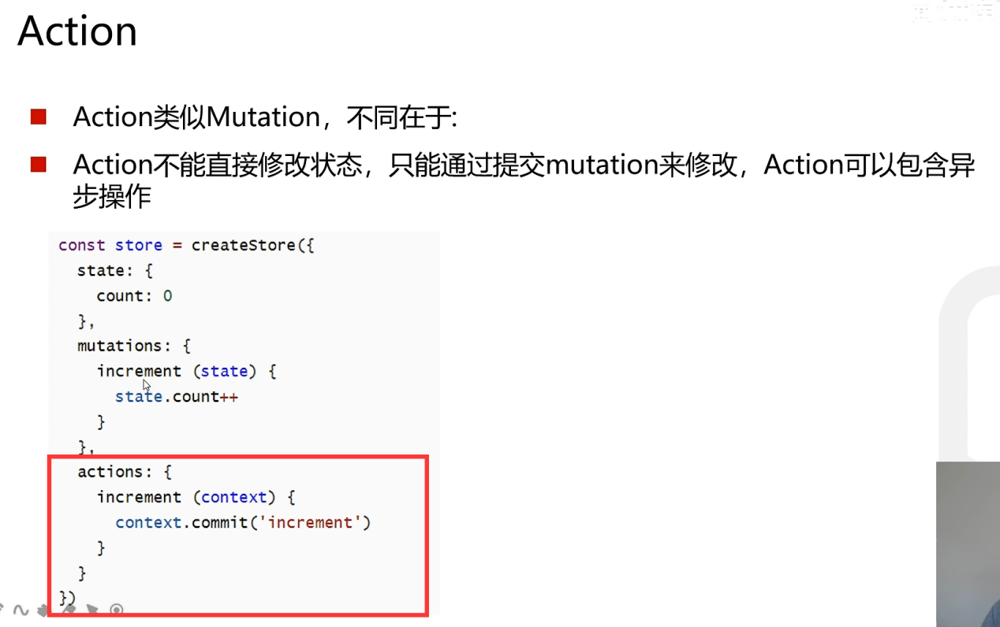 Action
Action类似Mutation，不同在于:
Action不能直接修改状态，只能通过提交mutation来修改，Action可以包含异
步操作
const store = createStore({
  state: {
    count: 0
  },
  mutations: {
    increment (state) {
      state.count++
    }
  },
  actions: {
    increment (context) {
      context.commit('increment')
    }
  }
})